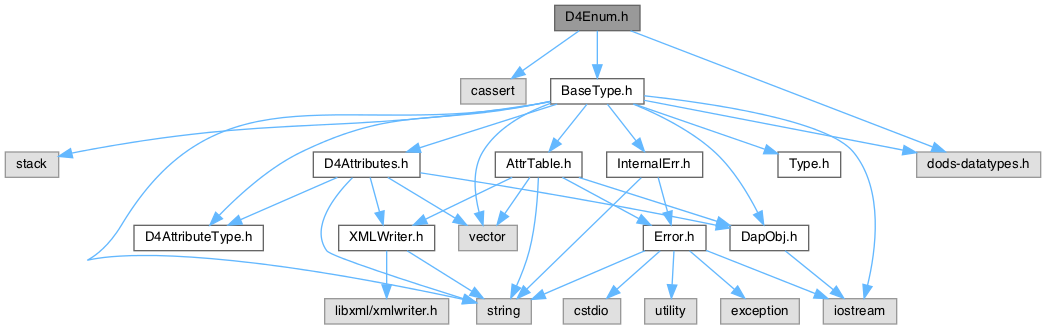 D4Enum.h
cassert
BaseType.h
stack
D4Attributes.h
AttrTable.h
InternalErr.h
Type.h
dods-datatypes.h
D4AttributeType.h
XMLWriter.h
vector
Error.h
DapObj.h
libxml/xmlwriter.h
string
cstdio
utility
exception
iostream